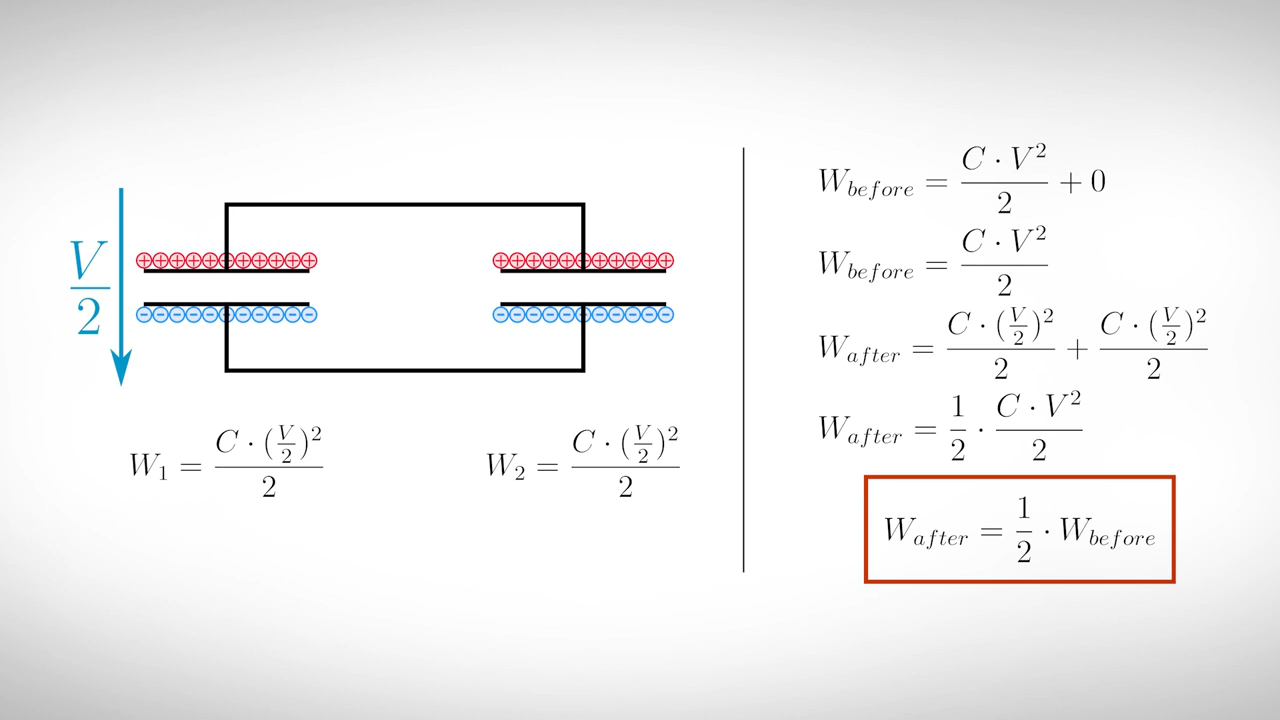 V/2
W_1 = C · (V/2)^2 / 2
W_2 = C · (V/2)^2 / 2
W_before = C · V^2 / 2 + 0
W_before = C · V^2 / 2
W_after = C · (V/2)^2 / 2 + C · (V/2)^2 / 2
W_after = 1/2 · C · V^2 / 2
W_after = 1/2 · W_before